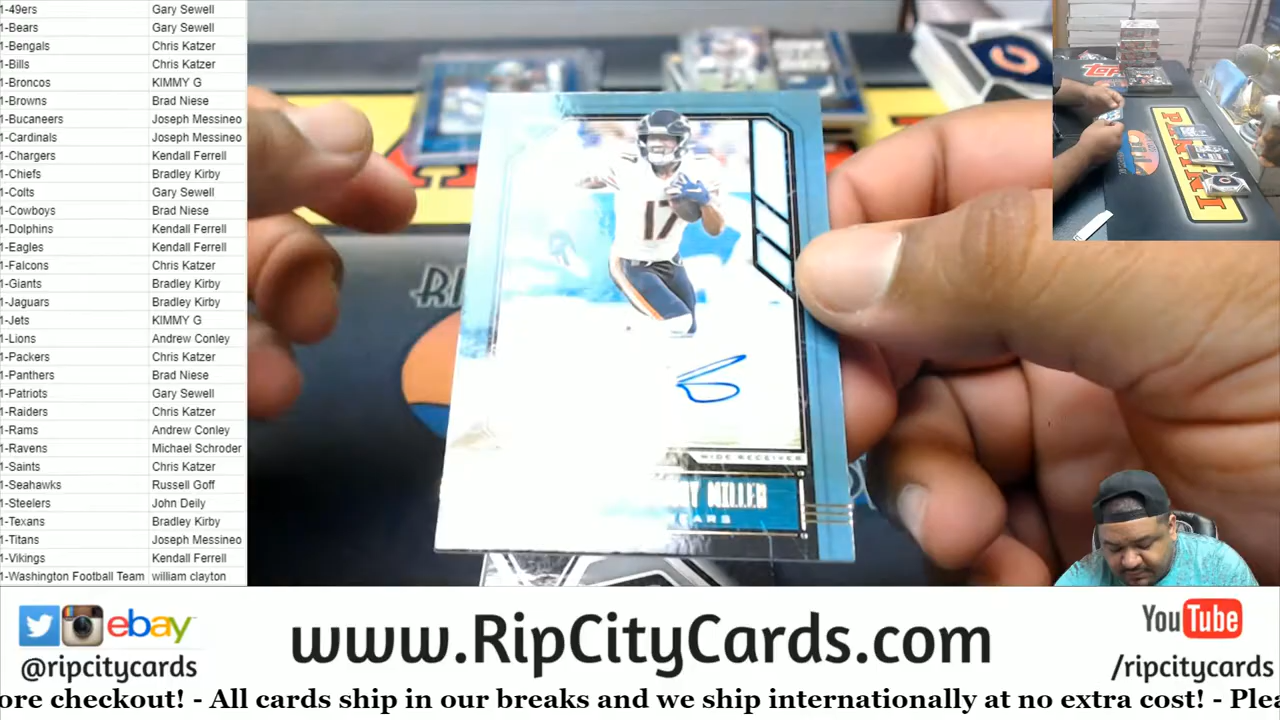 1-49ers Gary Sewell
1-Bears Gary Sewell
1-Bengals Chris Katzer
1-Bills Chris Katzer
1-Broncos KIMMY G
1-Browns Brad Niese
1-Bucaneers Joseph Messineo
1-Cardinals Joseph Messineo
1-Chargers Kendall Ferrell
1-Chiefs Bradley Kirby
1-Colts Gary Sewell
1-Cowboys Brad Niese
1-Dolphins Kendall Ferrell
1-Eagles Kendall Ferrell
1-Falcons Chris Katzer
1-Giants Bradley Kirby
1-Jaguars Bradley Kirby
1-Jets KIMMY G
1-Lions Andrew Conley
1-Packers Chris Katzer
1-Panthers Brad Niese
1-Patriots Gary Sewell
1-Raiders Chris Katzer
1-Rams Andrew Conley
1-Ravens Michael Schroder
1-Saints Chris Katzer
1-Seahawks Russell Goff
1-Steelers John Deily
1-Texans Bradley Kirby
1-Titans Joseph Messineo
1-Vikings Kendall Ferrell
1-Washington Football Team william clayton
17
WIDE RECEIVER
MILLER
PANINI
ebay
@ripcitycards
www.RipCityCards.com
YouTube
/ripcitycards
ore checkout! - All cards ship in our breaks and we ship internationally at no extra cost! - Plea